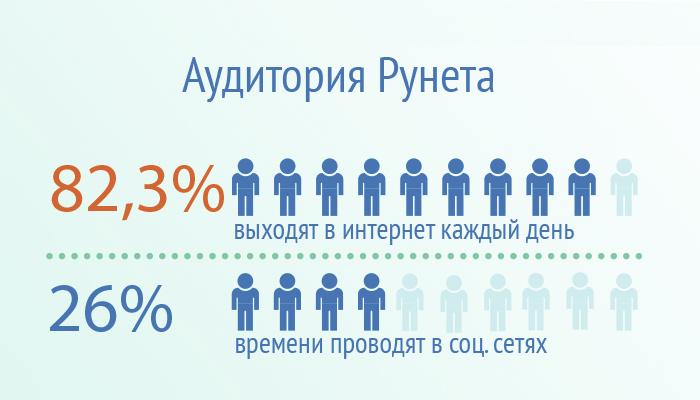 Аудитория Рунета
82,3%
выходят в интернет каждый день
26%
времени проводят в соц. сетях